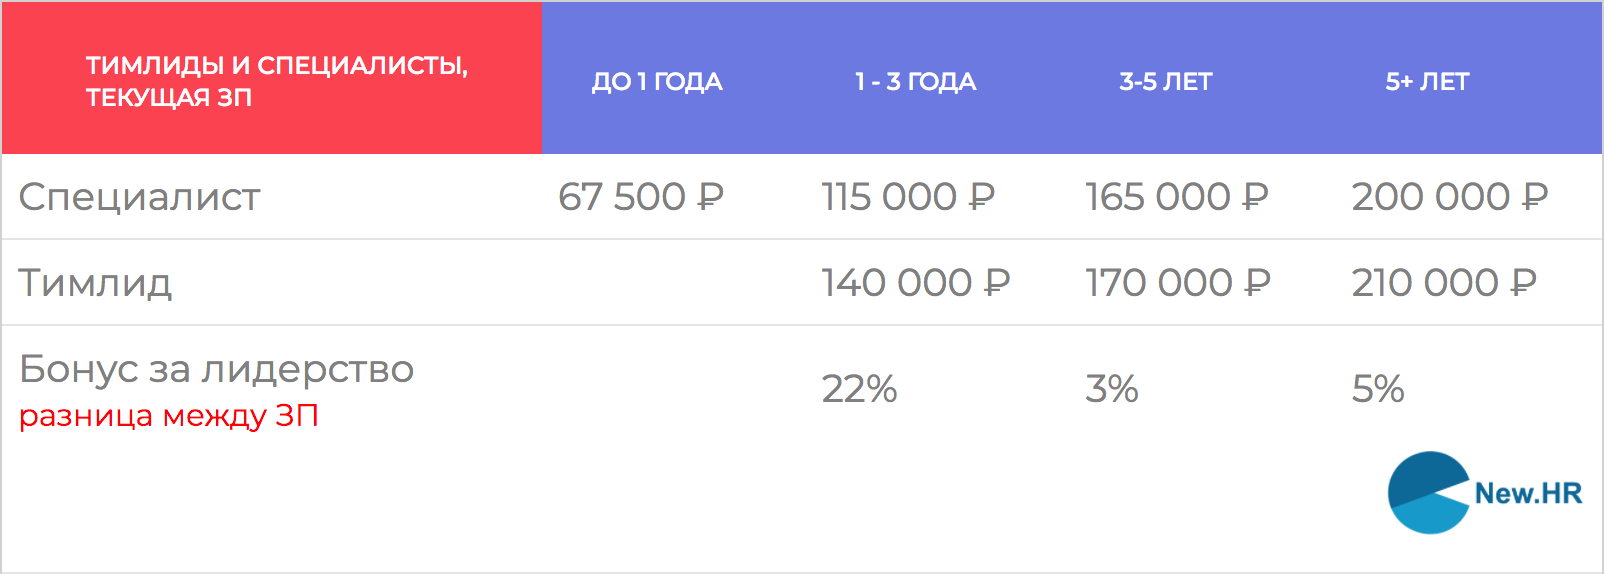 ТИМЛИДЫ И СПЕЦИАЛИСТЫ,
ТЕКУЩАЯ ЗП
ДО 1 ГОДА 1 - 3 ГОДА 3-5 ЛЕТ 5+ ЛЕТ
Специалист 67 500 ₽ 115 000 ₽ 165 000 ₽ 200 000 ₽
Тимлид 140 000 ₽ 170 000 ₽ 210 000 ₽
Бонус за лидерство
разница между ЗП
22% 3% 5%
New.HR